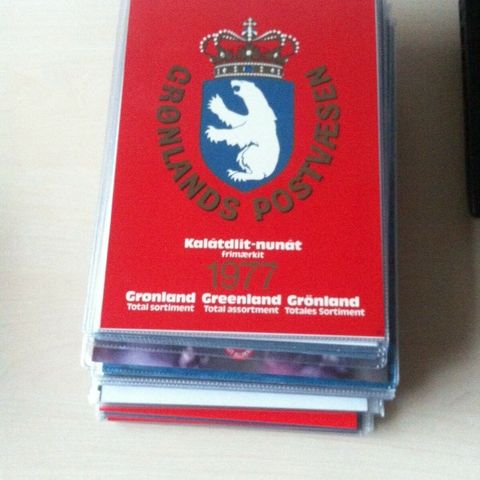 GRØNLANDS POSTVÆSEN
Kalâtdlit-nunât
frimærkit
1977
Grønland Greenland Grönland
Total sortiment Total assortment Totales Sortiment